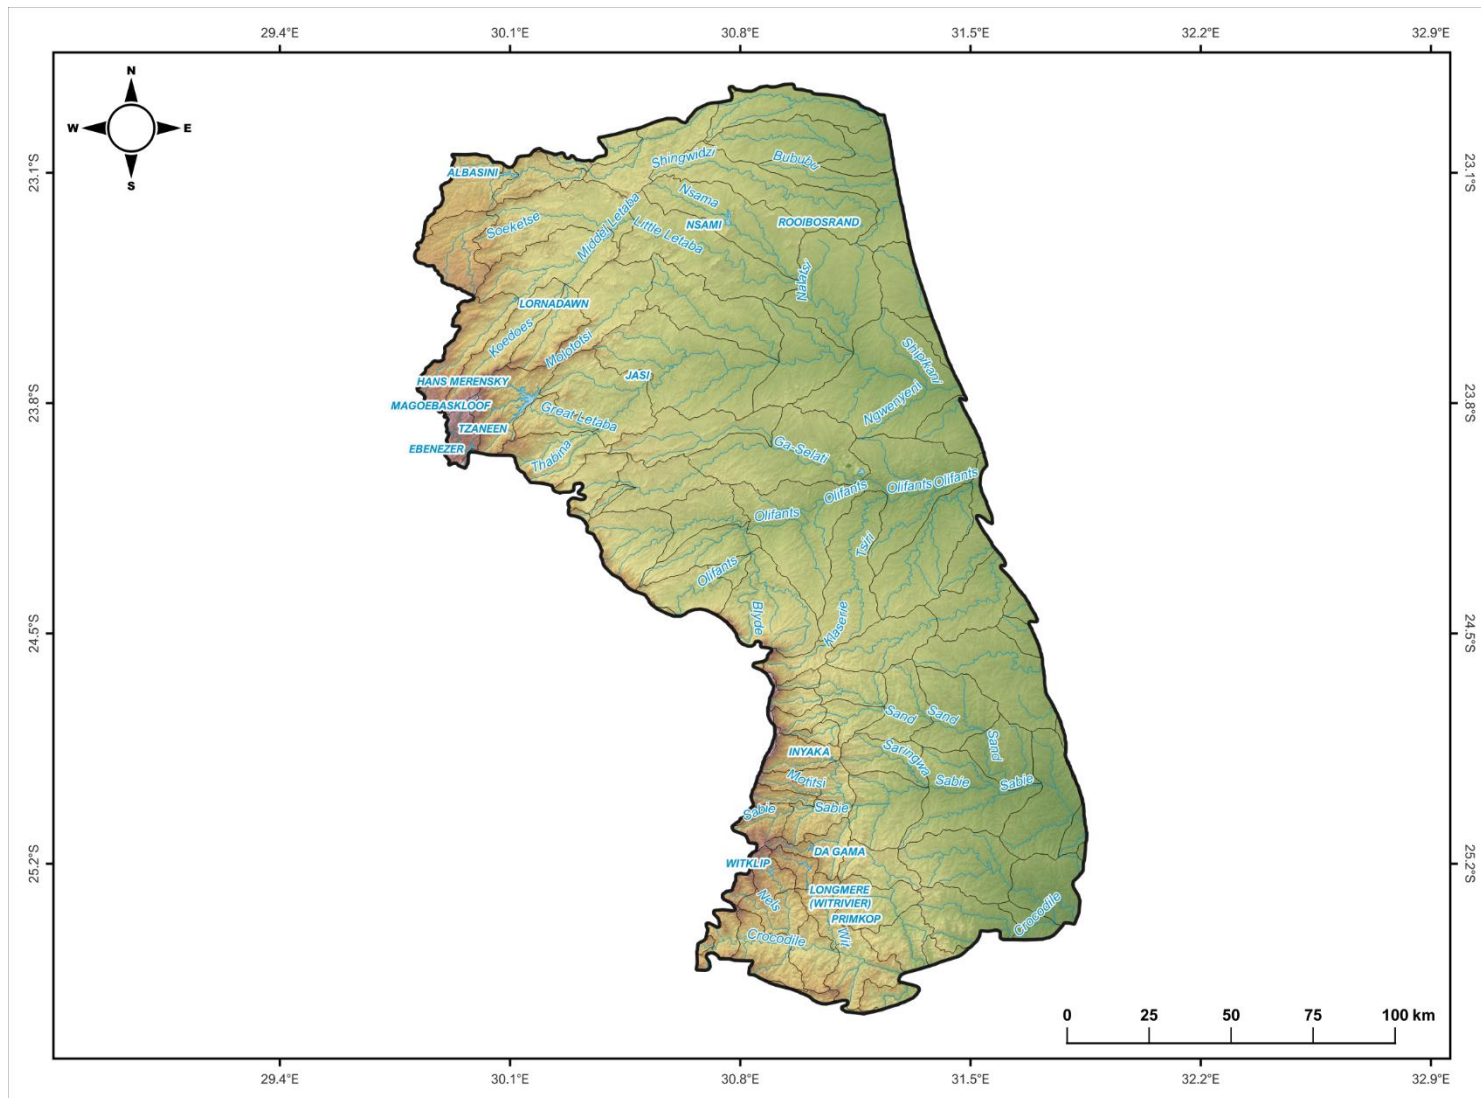 29.4°E
30.1°E
30.8°E
31.5°E
32.2°E
32.9°E
N
W
E
S
23.1°S
23.1°S
ALBASINI
Shingwidzi
Bububu
Nsama
NSAMI
ROOIBOSRAND
Soeketse
Middel Letaba
Little Letaba
Nalatsi
LORNADAWN
Koedoes
Molototsi
Shipikani
HANS MERENSKY
JASI
23.8°S
23.8°S
MAGOEBASKLOOF
Great Letaba
Ngwenyeni
TZANEEN
EBENEZER
Thabina
Ga-Selati
Olifants
Olifants
Olifants
Olifants
Tsiri
Olifants
Blyde
Klaserie
24.5°S
24.5°S
Sand
Sand
Sand
INYAKA
Saringwa
Motitsi
Sabie
Sabie
Sabie
Sabie
DA GAMA
25.2°S
WITKLIP
25.2°S
LONGMERE
(WITRIVIER)
Nels
PRIMKOP
Crocodile
Wit
Crocodile
0
25
50
75
100 km
29.4°E
30.1°E
30.8°E
31.5°E
32.2°E
32.9°E